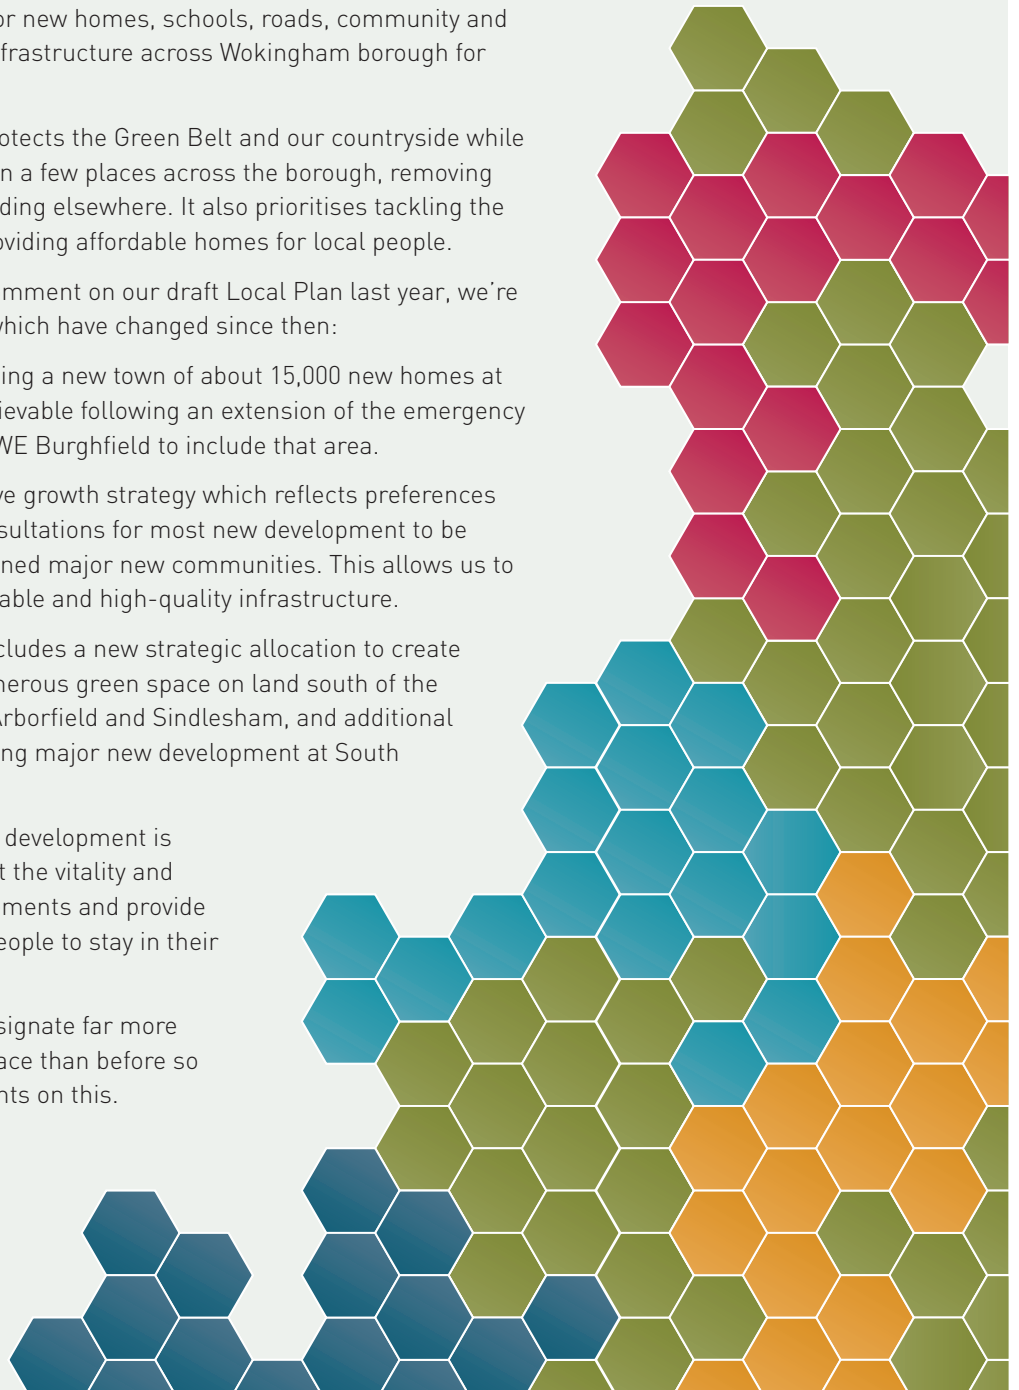 or new homes, schools, roads, community and
frastructure across Wokingham borough for
otects the Green Belt and our countryside while
n a few places across the borough, removing
ding elsewhere. It also prioritises tackling the
oviding affordable homes for local people.
mment on our draft Local Plan last year, we’re
which have changed since then:
ing a new town of about 15,000 new homes at
ievable following an extension of the emergency
WE Burghfield to include that area.
ve growth strategy which reflects preferences
nsultations for most new development to be
ned major new communities. This allows us to
able and high-quality infrastructure.
cludes a new strategic allocation to create
nerous green space on land south of the
Arborfield and Sindlesham, and additional
ng major new development at South
development is
t the vitality and
ments and provide
eople to stay in their
signate far more
ace than before so
nts on this.